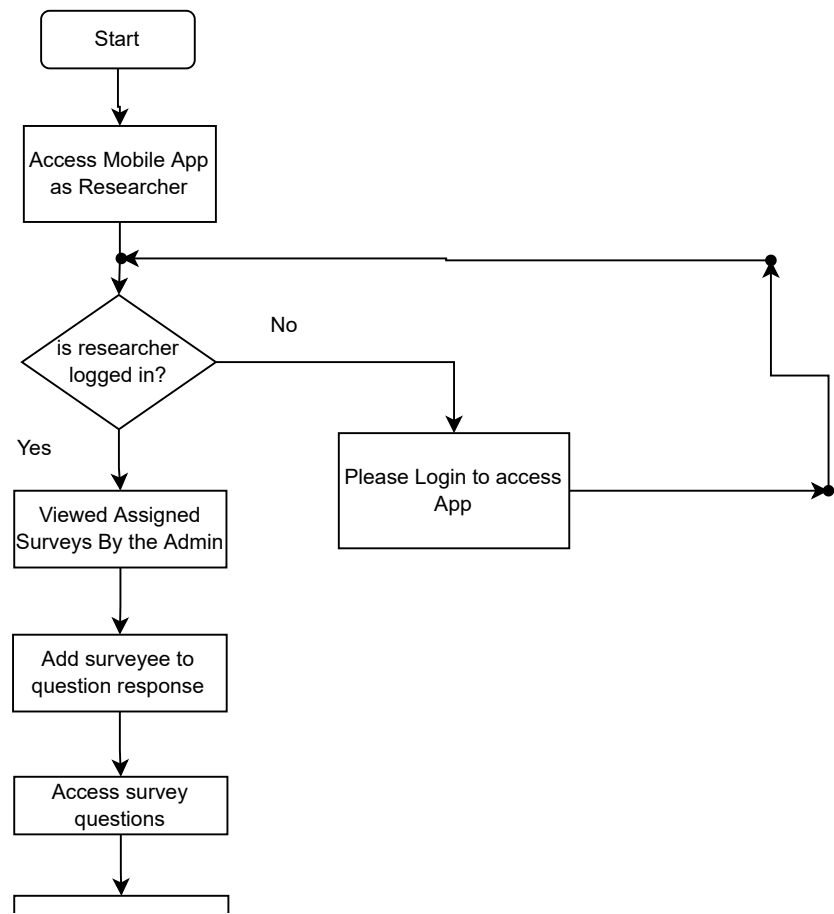 Start
Access Mobile App
as Researcher
No
is researcher
logged in?
Yes
Please Login to access
App
Viewed Assigned
Surveys By the Admin
Add surveyee to
question response
Access survey
questions